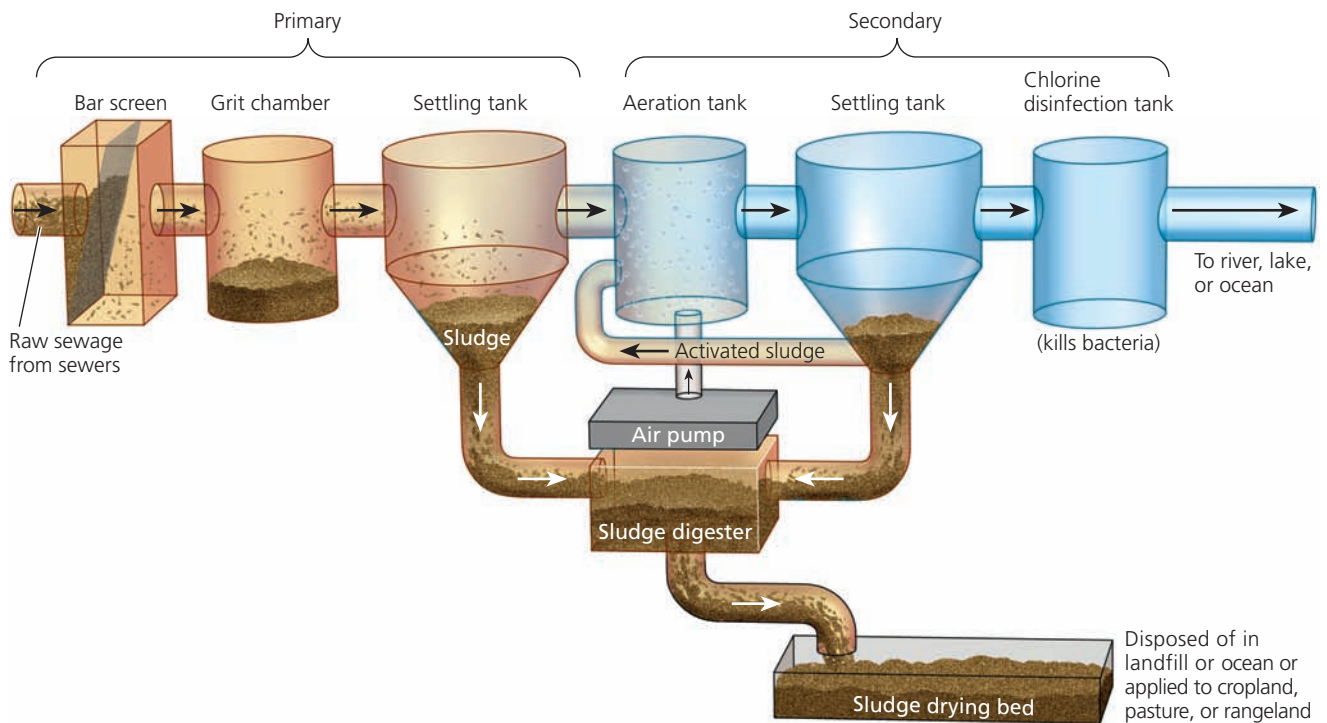 Primary
Secondary
Bar screen
Grit chamber
Settling tank
Aeration tank
Settling tank
Chlorine
disinfection tank
Raw sewage
from sewers
Sludge
Activated sludge
(kills bacteria)
To river, lake,
or ocean
Air pump
Sludge digester
Sludge drying bed
Disposed of in
landfill or ocean or
applied to cropland,
pasture, or rangeland